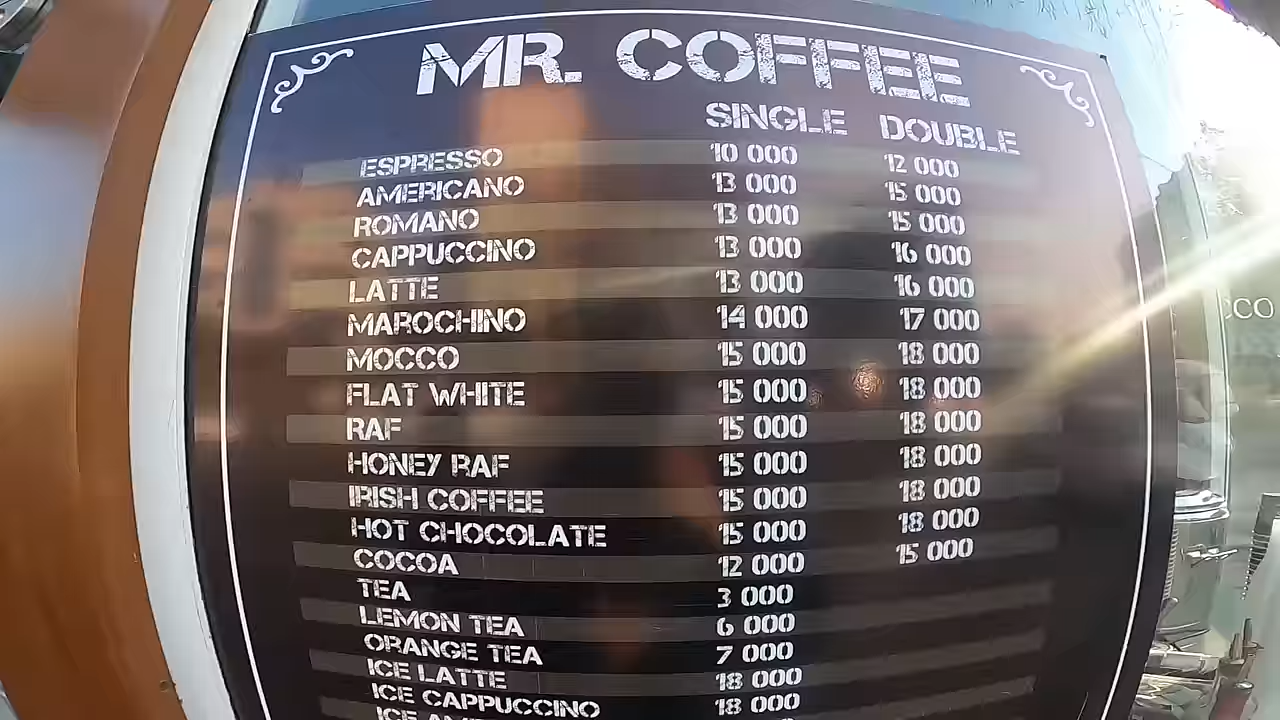 MR. COFFEE
SINGLE DOUBLE
ESPRESSO 10 000 12 000
AMERICANO 13 000 15 000
ROMANO 13 000 15 000
CAPPUCCINO 13 000 16 000
LATTE 13 000 16 000
MAROCHINO 14 000 17 000
MOCCO 15 000 18 000
FLAT WHITE 15 000 18 000
RAF 15 000 18 000
HONEY RAF 15 000 18 000
IRISH COFFEE 15 000 18 000
HOT CHOCOLATE 15 000 18 000
COCOA 12 000 15 000
TEA 3 000
LEMON TEA 6 000
ORANGE TEA 7 000
ICE LATTE 18 000
ICE CAPPUCCINO 18 000
ICE